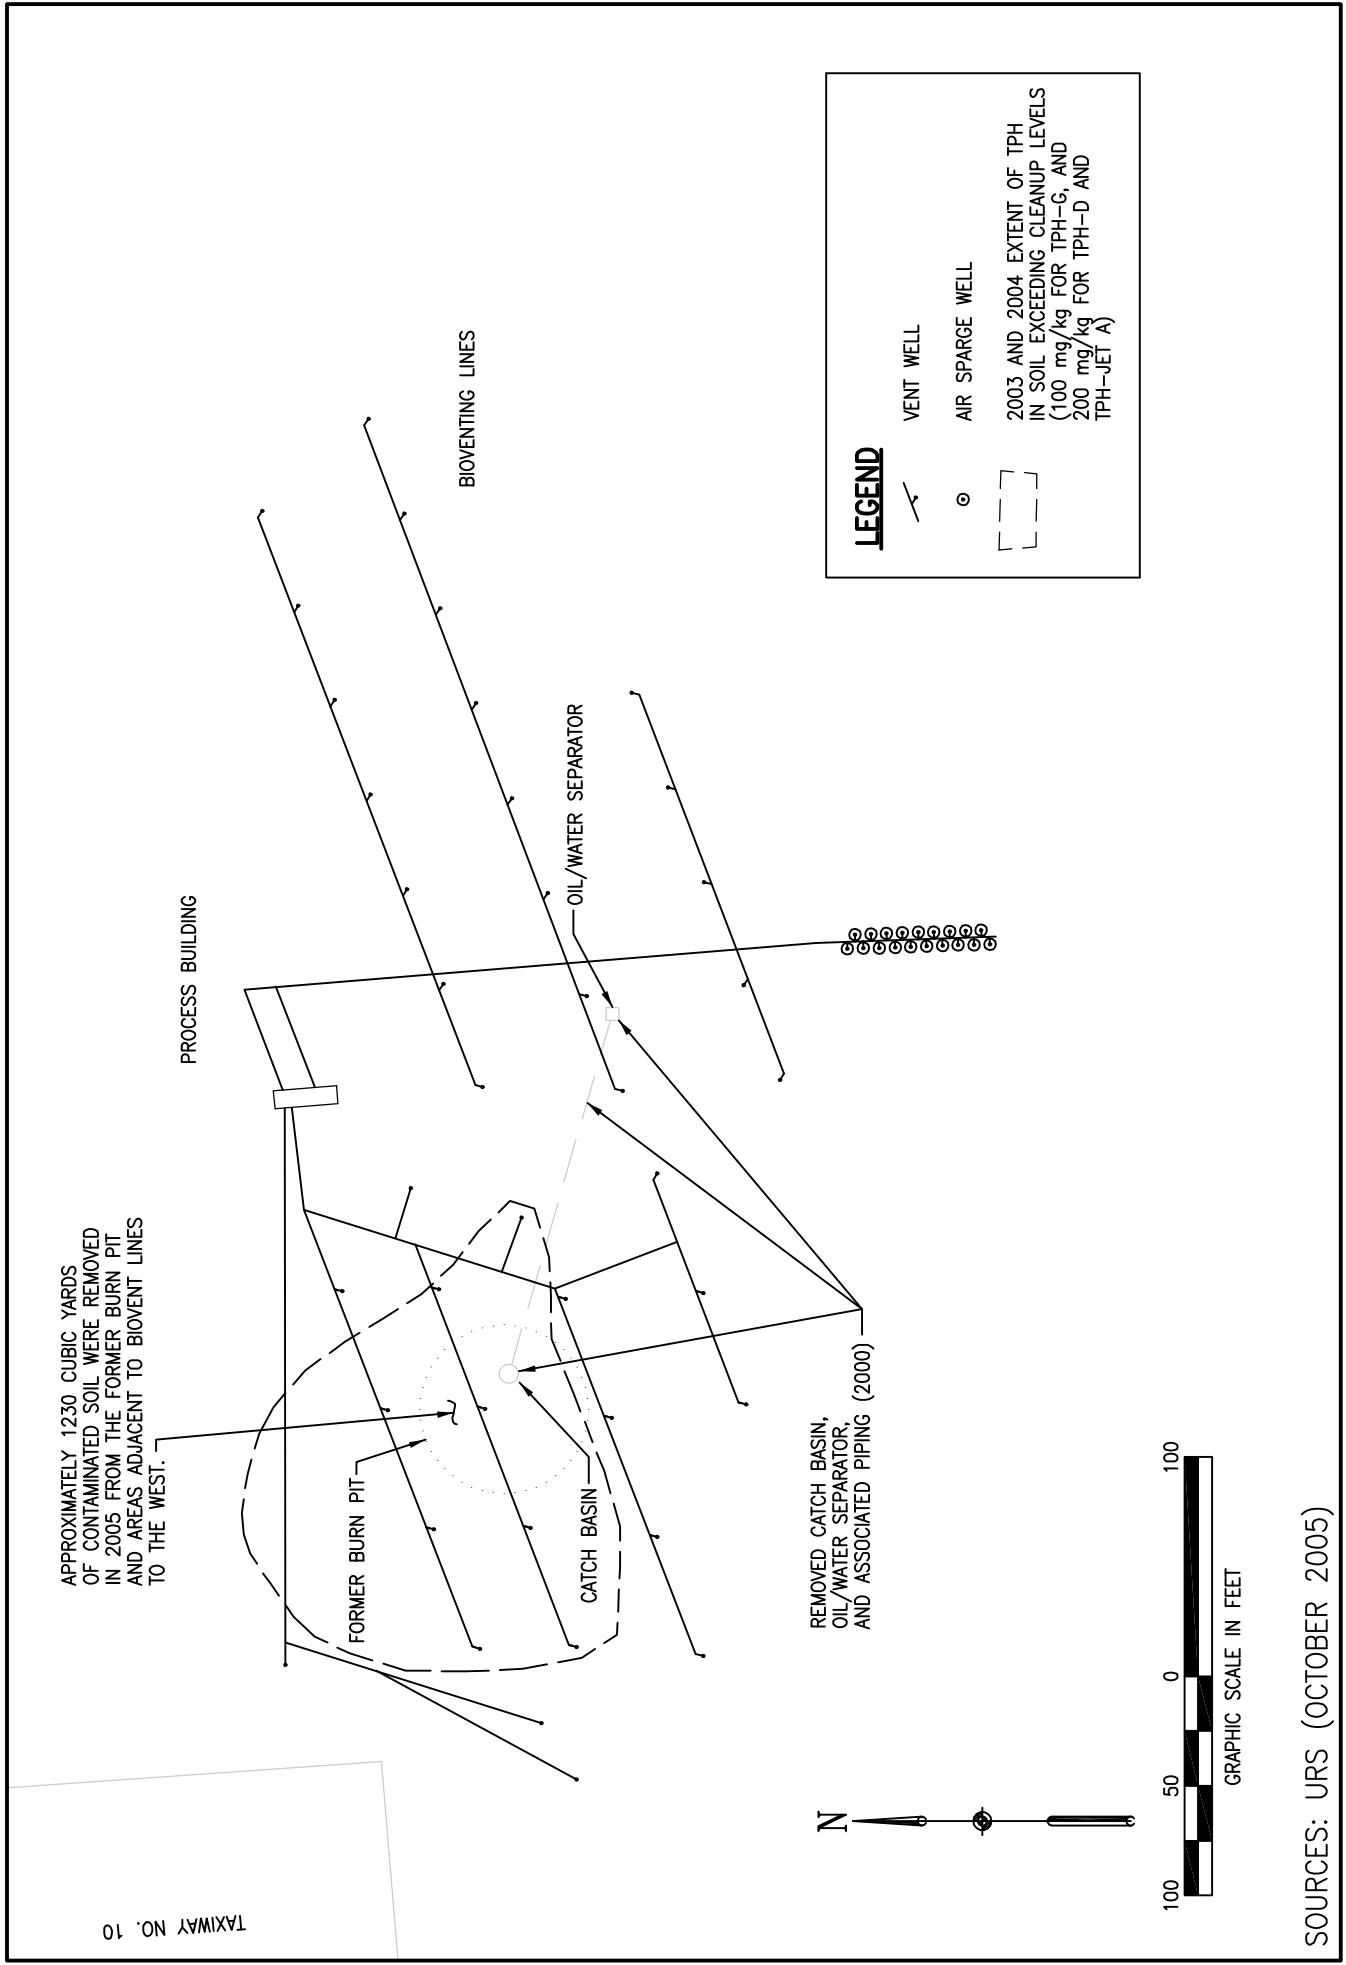 TAXIWAY NO. 10
APPROXIMATELY 1230 CUBIC YARDS
OF CONTAMINATED SOIL WERE REMOVED
IN 2005 FROM THE FORMER BURN PIT
AND AREAS ADJACENT TO BIOVENT LINES
TO THE WEST.
PROCESS BUILDING
FORMER BURN PIT
BIOVENTING LINES
OIL/WATER SEPARATOR
CATCH BASIN
REMOVED CATCH BASIN,
OIL/WATER SEPARATOR,
AND ASSOCIATED PIPING (2000)
LEGEND
VENT WELL
AIR SPARGE WELL
2003 AND 2004 EXTENT OF TPH
IN SOIL EXCEEDING CLEANUP LEVELS
(100 mg/kg FOR TPH-G, AND
200 mg/kg FOR TPH-D AND
TPH-JET A)
N
100 50 0 100
GRAPHIC SCALE IN FEET
SOURCES: URS (OCTOBER 2005)